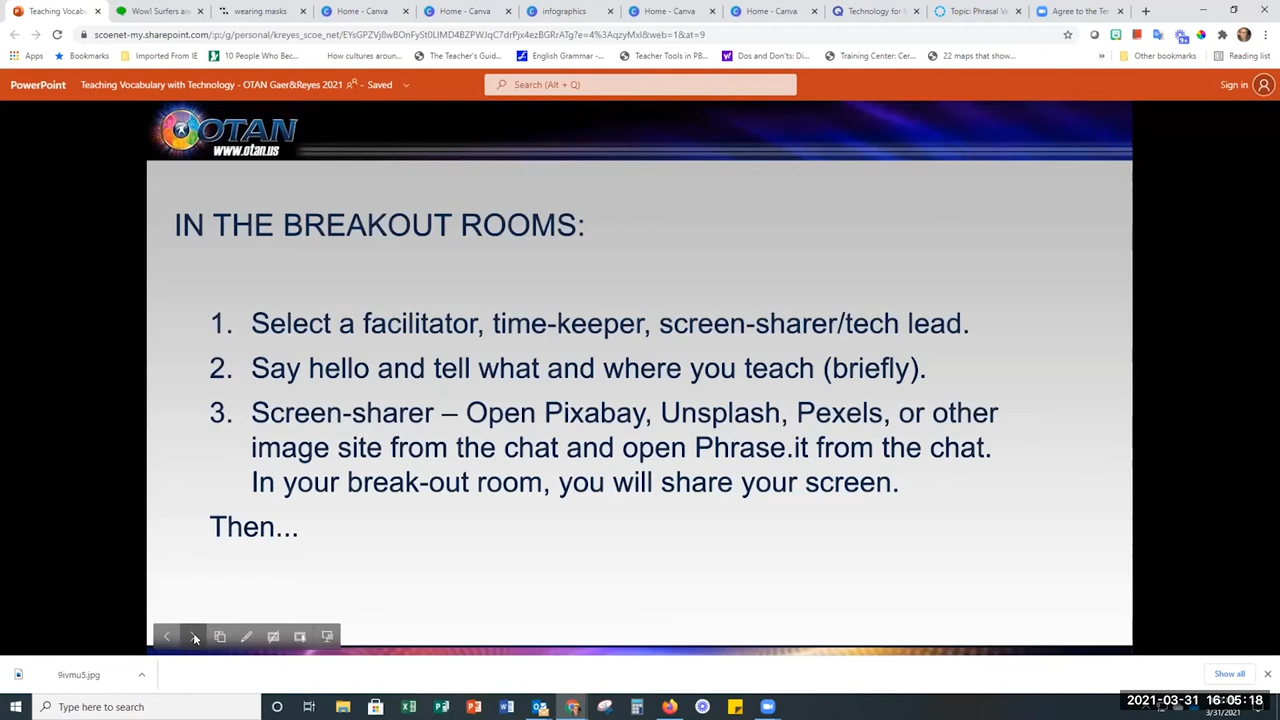 Teaching Vocab
Wow! Surfers are
wearing masks
Home - Canva
Home - Canva
infographics
Home - Canva
Home - Canva
Technology for
Topic: Phrasal Ve
Agree to the Te
scoenet-my.sharepoint.com/:p:/g/personal/kreyes_scoe_net/EYsGPZVj8wBOnFySt0LlMD48ZPWJqC7drPjx4ezBGRrATg?e=4%3AqzyMxl&web=1&at=9
Apps
Bookmarks
Imported From IE
10 People Who Bec...
How cultures aroun...
The Teacher's Guid...
English Grammar -...
Teacher Tools in PB...
Dos and Don'ts: Di...
Training Center: Cer...
22 maps that show...
»
Other bookmarks
Reading list
PowerPoint
Teaching Vocabulary with Technology - OTAN Gaer&Reyes 2021 - Saved
Search (Alt + Q)
Sign in
OTAN
www.otan.us
IN THE BREAKOUT ROOMS:
1. Select a facilitator, time-keeper, screen-sharer/tech lead.
2. Say hello and tell what and where you teach (briefly).
3. Screen-sharer – Open Pixabay, Unsplash, Pexels, or other
image site from the chat and open Phrase.it from the chat.
In your break-out room, you will share your screen.
Then...
9ivmu5.jpg
Show all
Type here to search
2021-03-31 16:05:18
3/31/2021